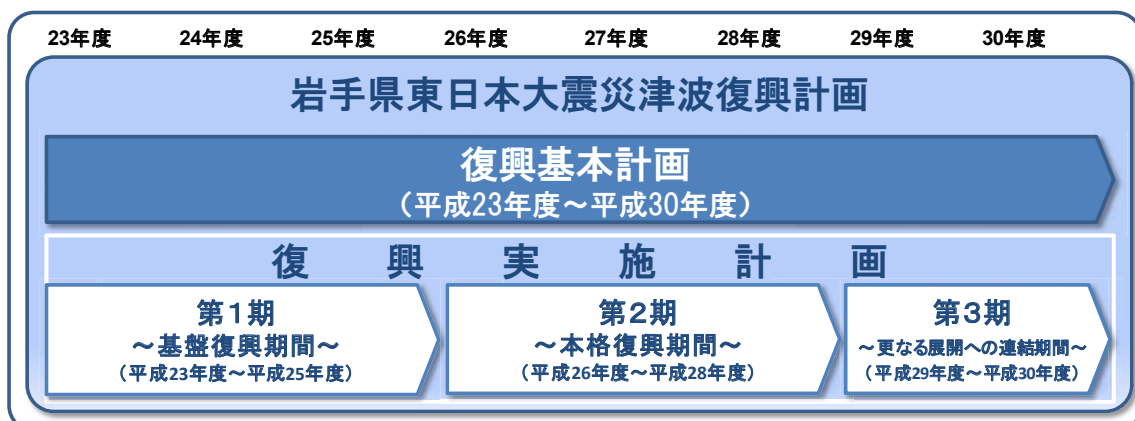 23年度 24年度 25年度 26年度 27年度 28年度 29年度 30年度
岩手県東日本大震災津波復興計画
復興基本計画
（平成23年度～平成30年度）
復興実施計画
第1期
～基盤復興期間～
（平成23年度～平成25年度）
第2期
～本格復興期間～
（平成26年度～平成28年度）
第3期
～更なる展開への連結期間～
（平成29年度～平成30年度）